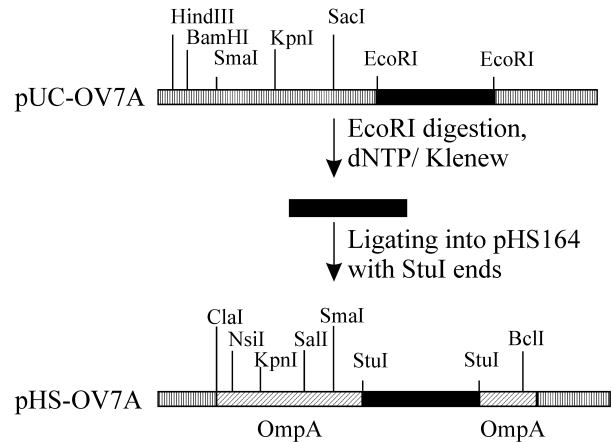 HindIII
BamHI
SmaI
KpnI
SacI
EcoRI
EcoRI
pUC-OV7A
EcoRI digestion,
dNTP/ Klenew
Ligating into pHS164
with StuI ends
ClaI
NsiI
KpnI
SalI
SmaI
StuI
StuI
BclI
pHS-OV7A
OmpA
OmpA